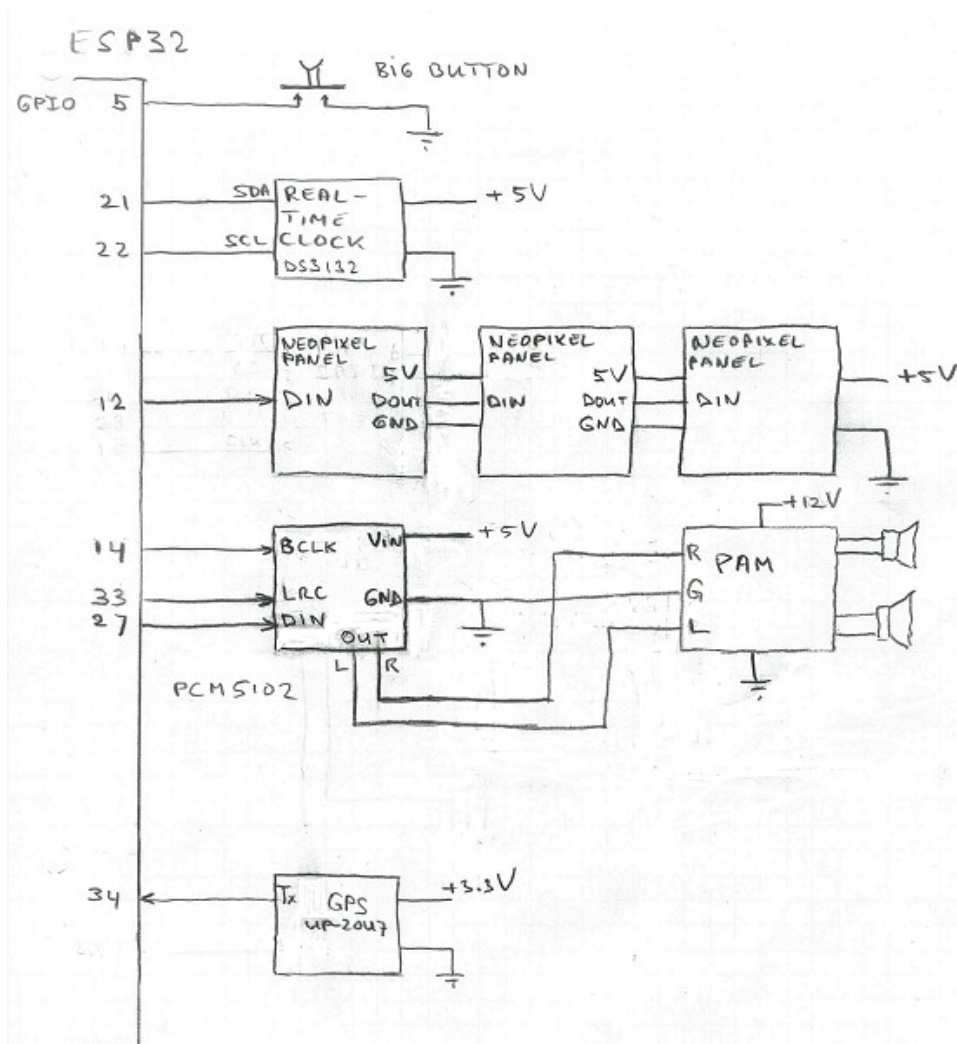 ESP32
BIG BUTTON
GPIO 5
21 SDA REAL-
TIME
22 SCL CLOCK
DS3132
+5V
NEOPIXEL
PANEL
5V
12 DIN DOUT
GND
NEOPIXEL
PANEL
5V
DIN DOUT
GND
NEOPIXEL
PANEL
DIN
+5V
14 BCLK VIN +5V
33 LRC GND
27 DIN
OUT
L R
PCM5102
+12V
R PAM
G
L
34 Tx GPS +3.3V